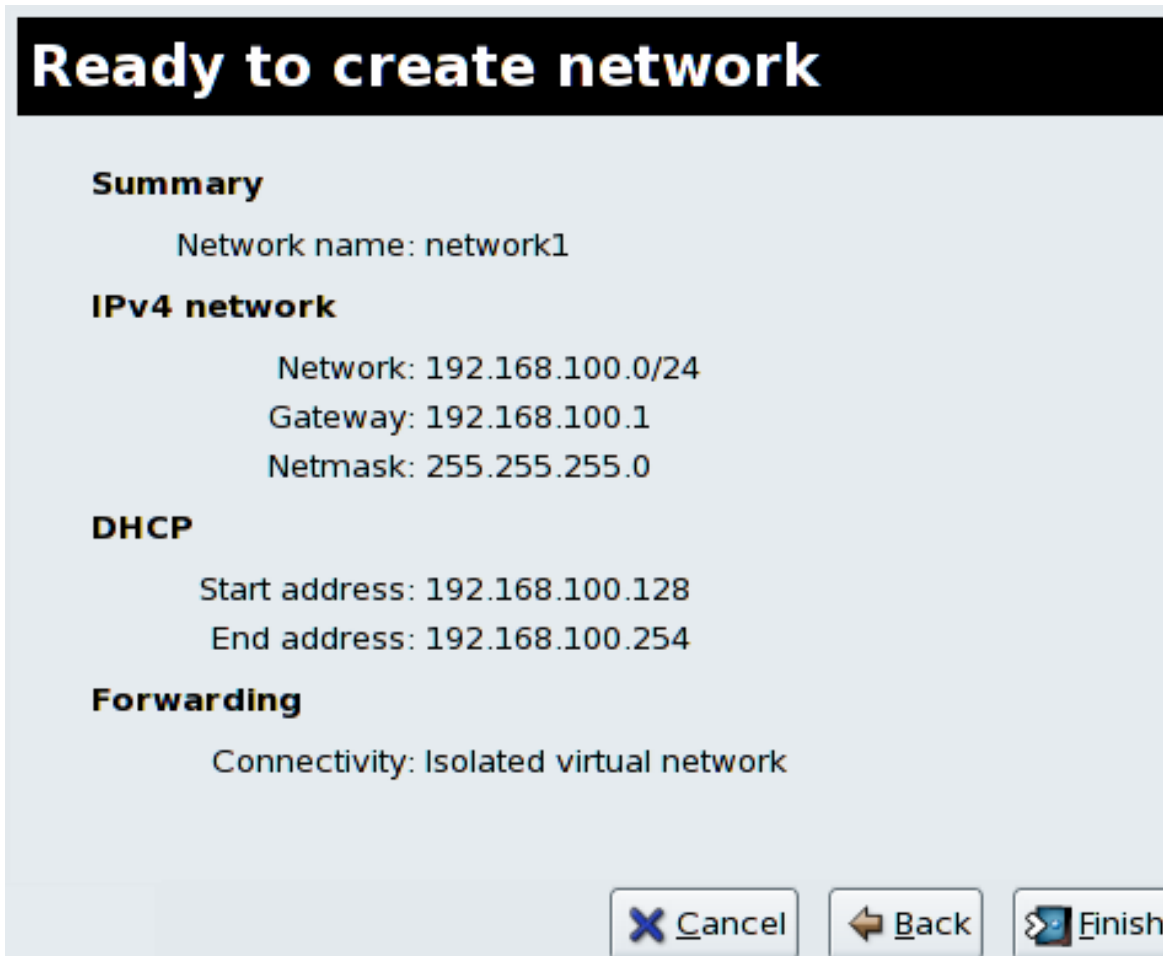 Ready to create network
Summary
Network name: network1
IPv4 network
Network: 192.168.100.0/24
Gateway: 192.168.100.1
Netmask: 255.255.255.0
DHCP
Start address: 192.168.100.128
End address: 192.168.100.254
Forwarding
Connectivity: Isolated virtual network
Cancel Back Finish